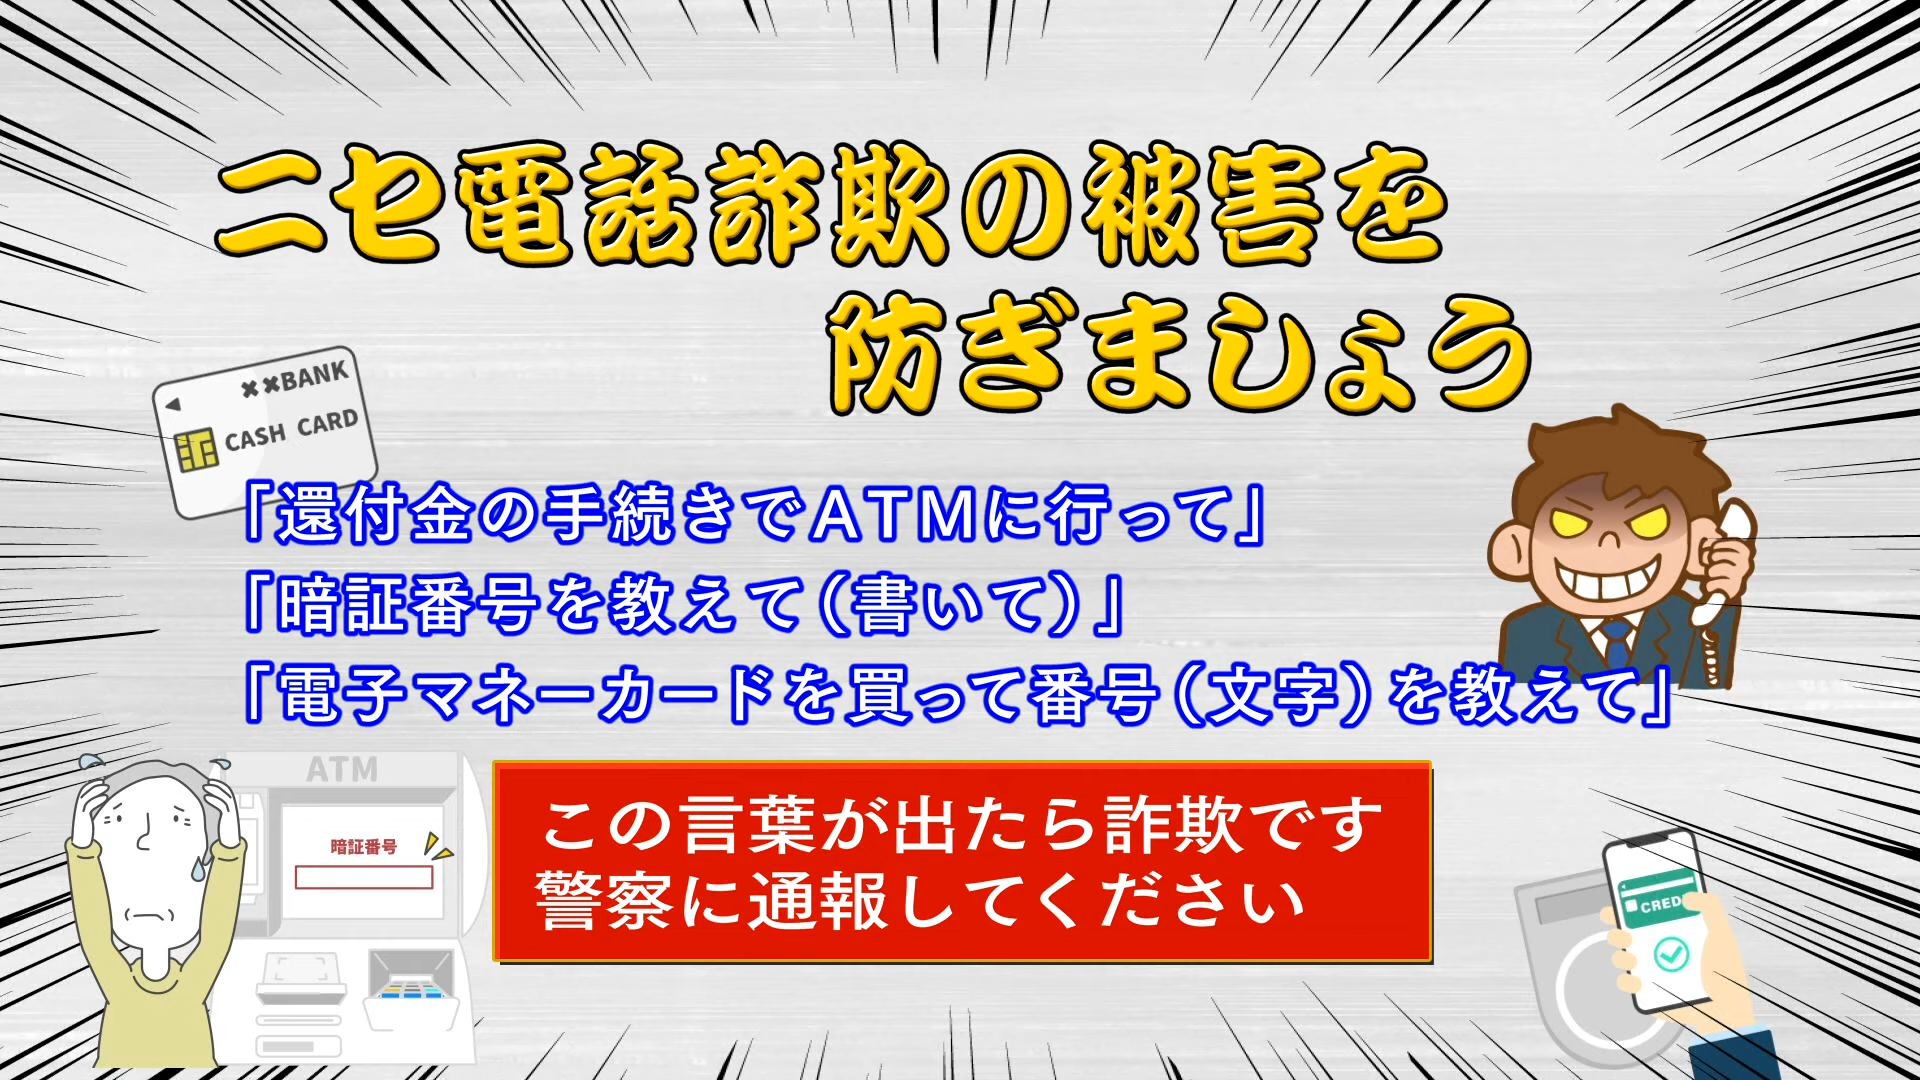 ニセ電話詐欺の被害を
防ぎましょう
✖✖BANK
CASH CARD
「還付金の手続きでATMに行って」
「暗証番号を教えて（書いて）」
「電子マネーカードを買って番号（文字）を教えて」
ATM
暗証番号
この言葉が出たら詐欺です
警察に通報してください
CRED